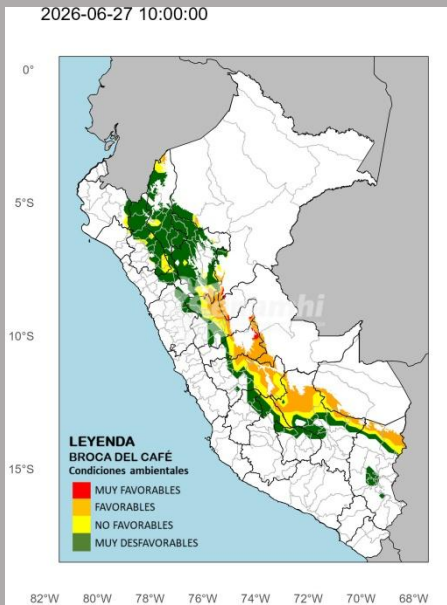 2026-06-27 10:00:00
0°
5°S
10°S
15°S
LEYENDA
BROCA DEL CAFÉ
Condiciones ambientales
MUY FAVORABLES
FAVORABLES
NO FAVORABLES
MUY DESFAVORABLES
82°W 80°W 78°W 76°W 74°W 72°W 70°W 68°W